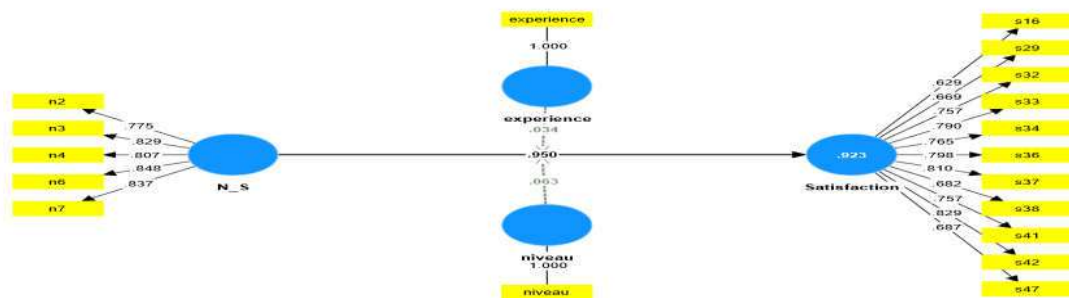 experience
1.000
experience
.034
n2
n3
n4
n6
n7
.775
.829
.807
.848
.837
N_S
.950
.063
niveau
1.000
niveau
.923
Satisfaction
.629
.669
.757
.790
.765
.798
.810
.682
.757
.829
.687
s16
s29
s32
s33
s34
s36
s37
s38
s41
s42
s47